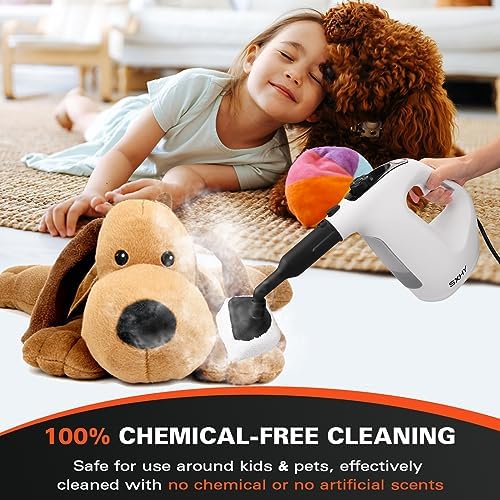 SXHY
100% CHEMICAL-FREE CLEANING
Safe for use around kids & pets, effectively
cleaned with no chemical or no artificial scents